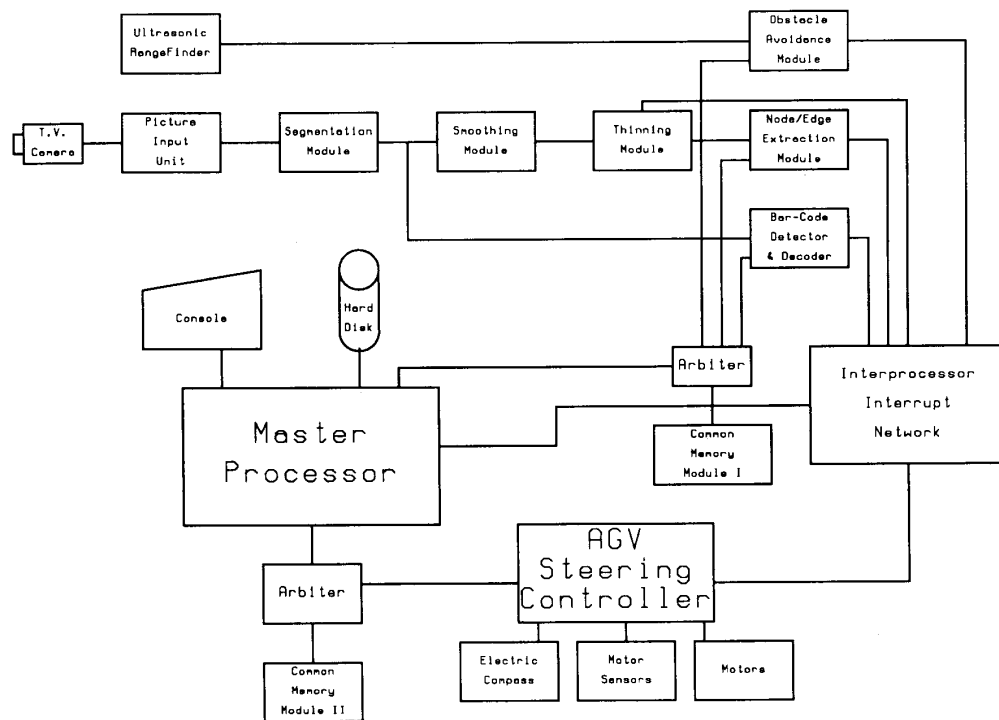 Ultrasonic
RangeFinder
Obstacle
Avoidence
Module
T.V.
Camera
Picture
Input
Unit
Segmentation
Module
Smoothing
Module
Thinning
Module
Node/Edge
Extraction
Module
Bar-Code
Detector
& Decoder
Console
Hard
Disk
Arbiter
Interprocessor
Interrupt
Network
Master
Processor
Common
Memory
Module I
AGV
Steering
Controller
Arbiter
Electric
Compass
Motor
Sensors
Motors
Common
Memory
Module II